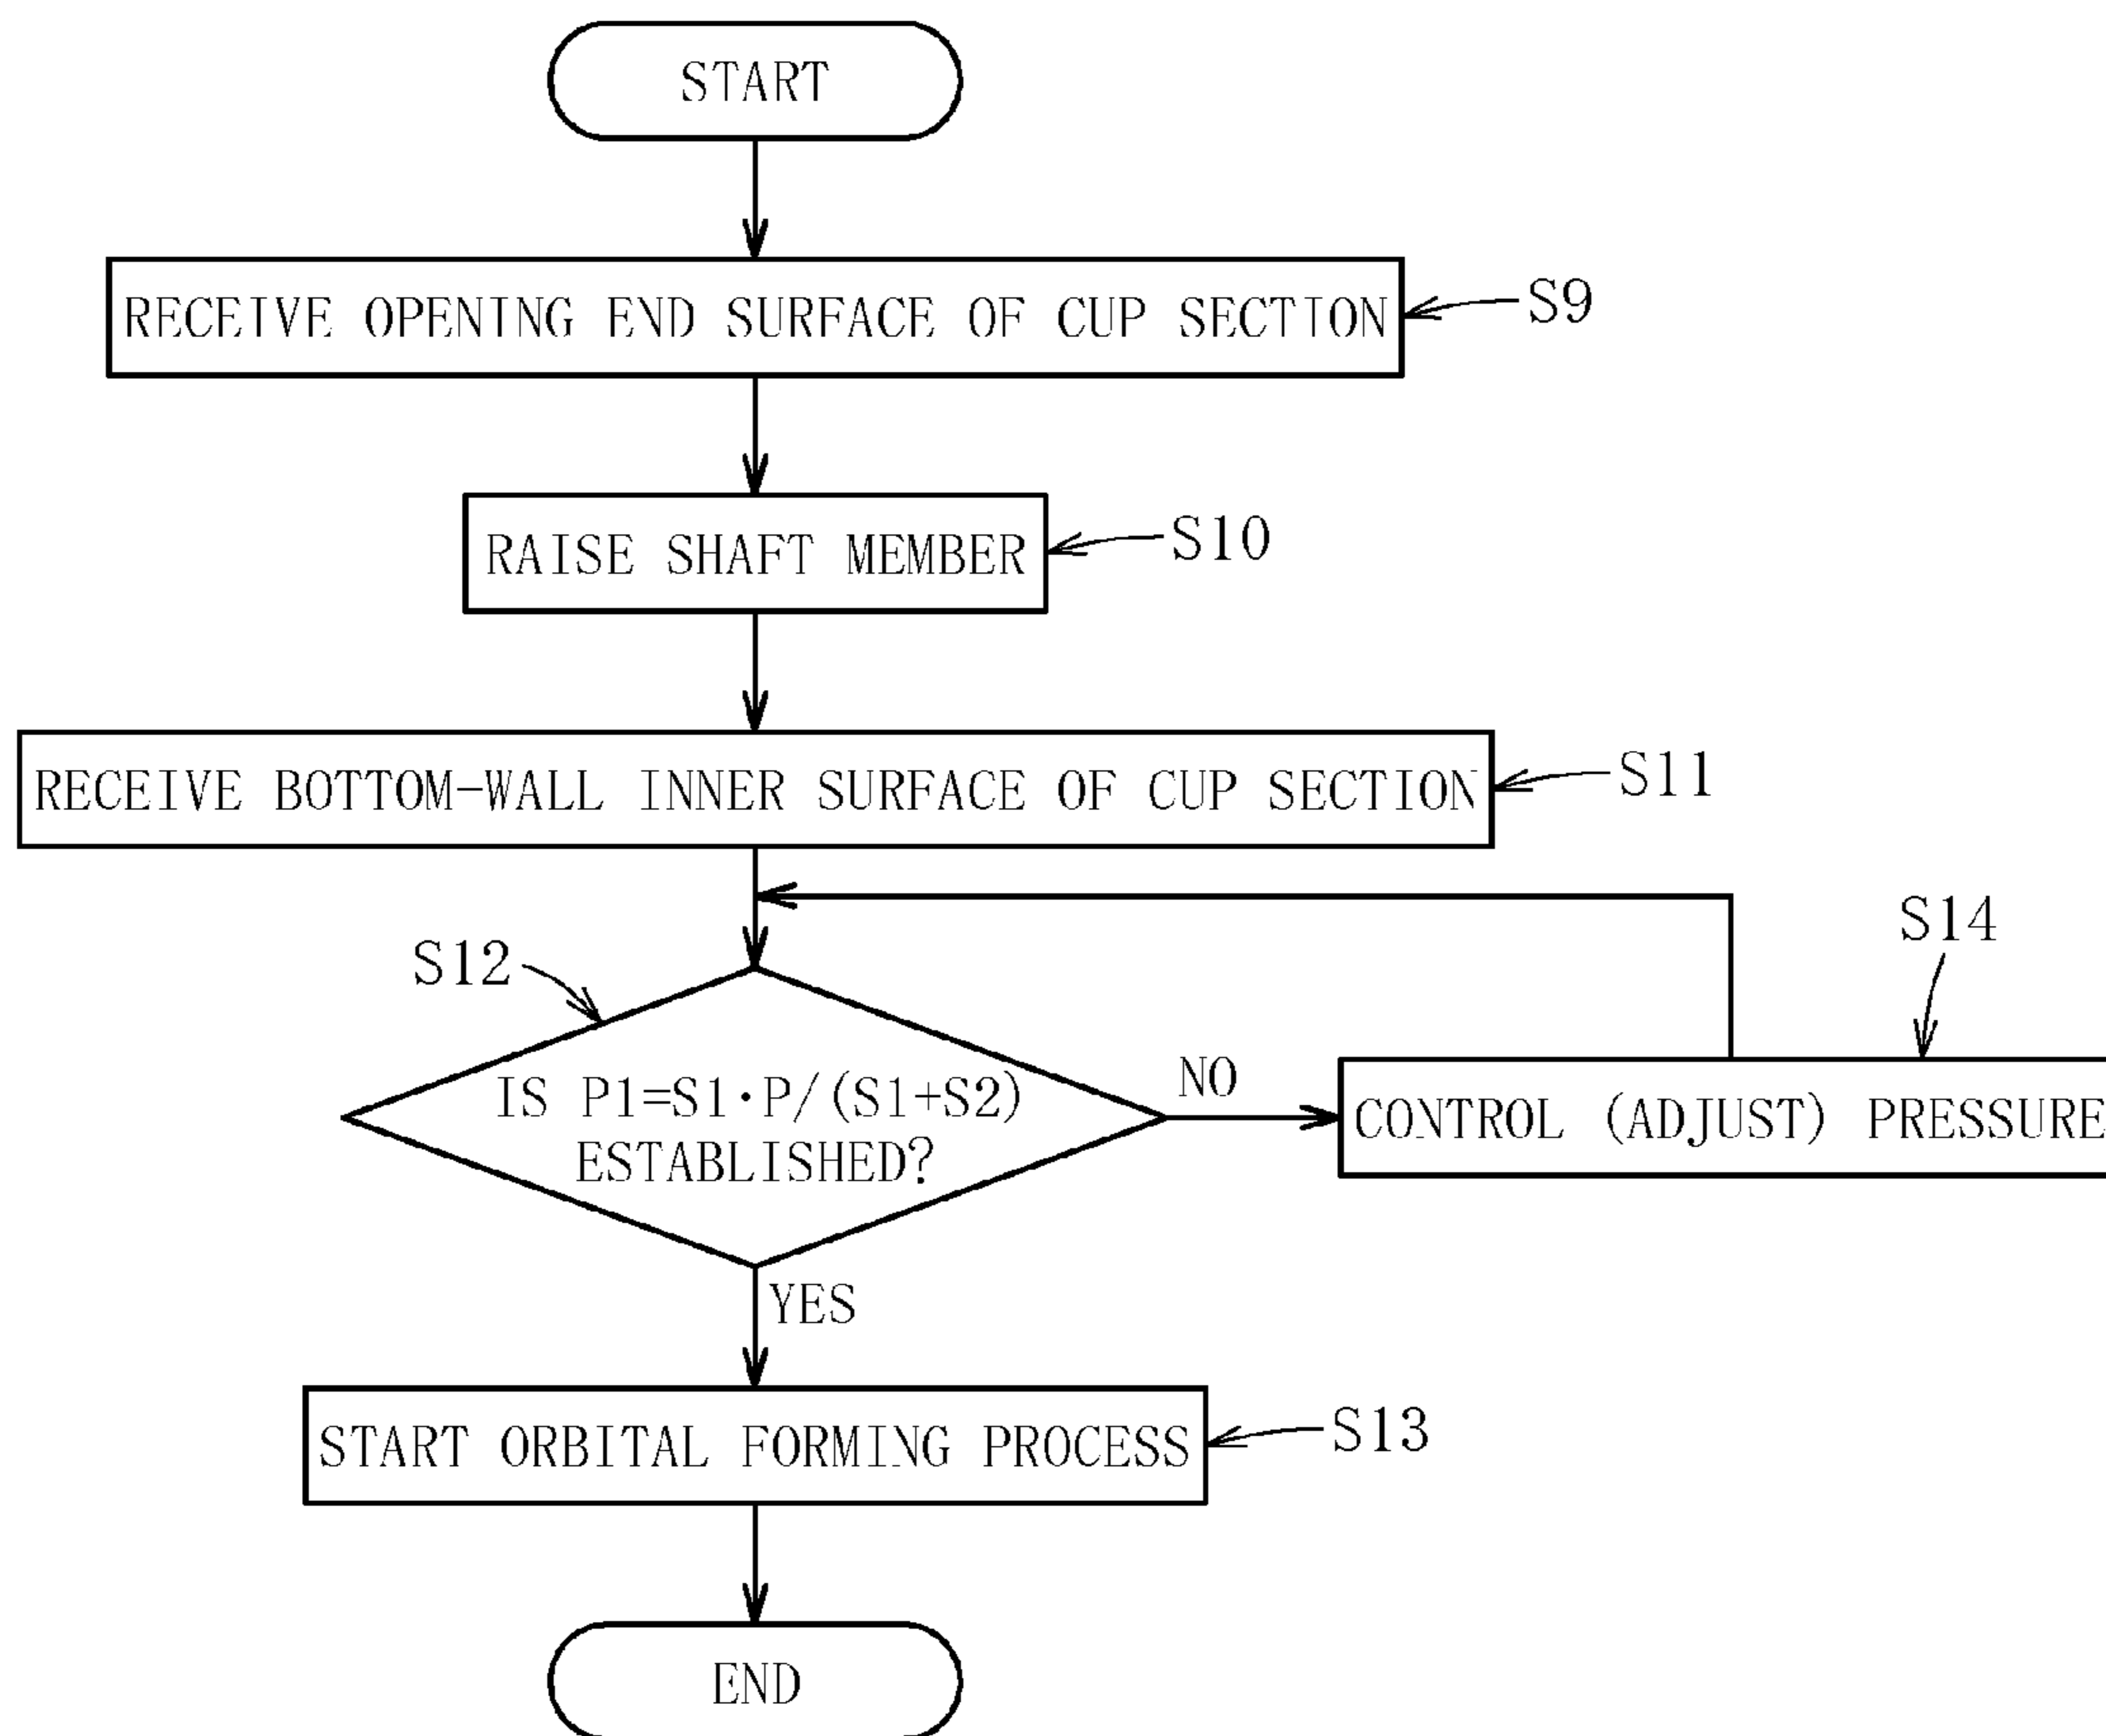 START
RECEIVE OPENING END SURFACE OF CUP SECTION
S9
RAISE SHAFT MEMBER
S10
RECEIVE BOTTOM-WALL INNER SURFACE OF CUP SECTION
S11
S12
S14
IS P1=S1·P/(S1+S2)
ESTABLISHED?
NO
CONTROL (ADJUST) PRESSURE
YES
START ORBITAL FORMING PROCESS
S13
END